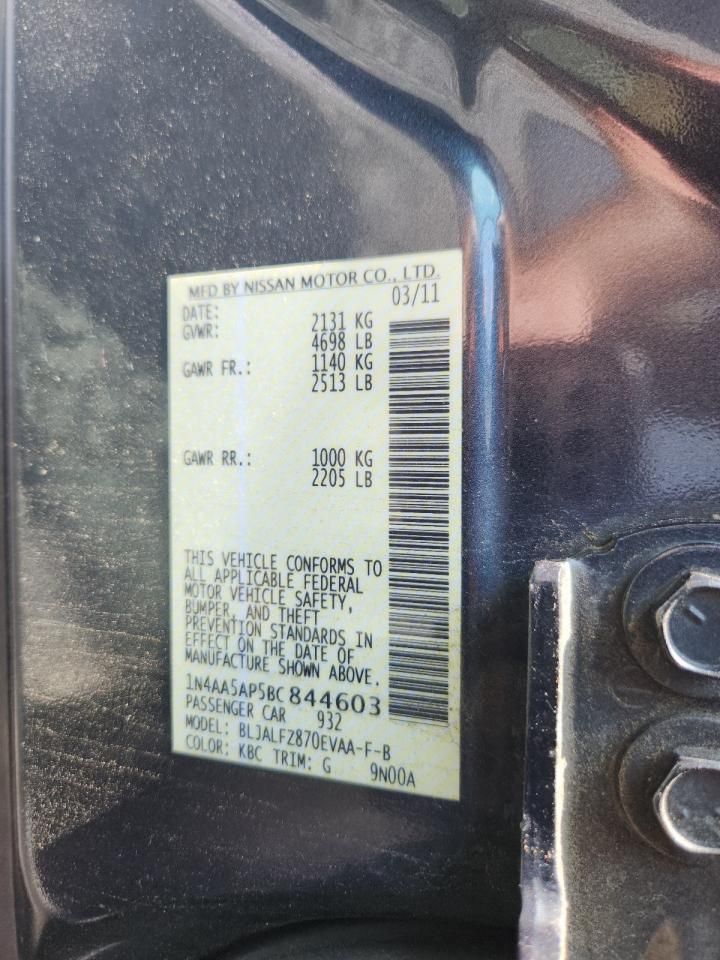 MFD BY NISSAN MOTOR CO., LTD.
DATE: 03/11
GVWR: 2131 KG
4698 LB
GAWR FR.: 1140 KG
2513 LB
GAWR RR.: 1000 KG
2205 LB
THIS VEHICLE CONFORMS TO
ALL APPLICABLE FEDERAL
MOTOR VEHICLE SAFETY,
BUMPER, AND THEFT
PREVENTION STANDARDS IN
EFFECT ON THE DATE OF
MANUFACTURE SHOWN ABOVE.
1N4AA5AP5BC844603
PASSENGER CAR 932
MODEL: BLJALFZ870EVAA-F-B
COLOR: KBC TRIM: G 9N00A